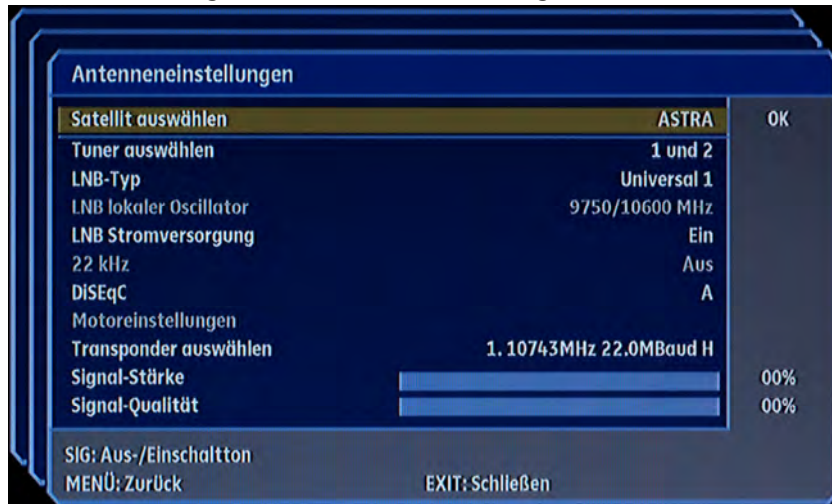 Antenneneinstellungen
Satellit auswählen ASTRA OK
Tuner auswählen 1 und 2
LNB-Typ Universal 1
LNB lokaler Oscillator 9750/10600 MHz
LNB Stromversorgung Ein
22 kHz Aus
DiSEqC A
Motoreinstellungen
Transponder auswählen 1. 10743MHz 22.0MBaud H
Signal-Stärke 00%
Signal-Qualität 00%
SIG: Aus-/Einschaltton
MENÜ: Zurück EXIT: Schließen